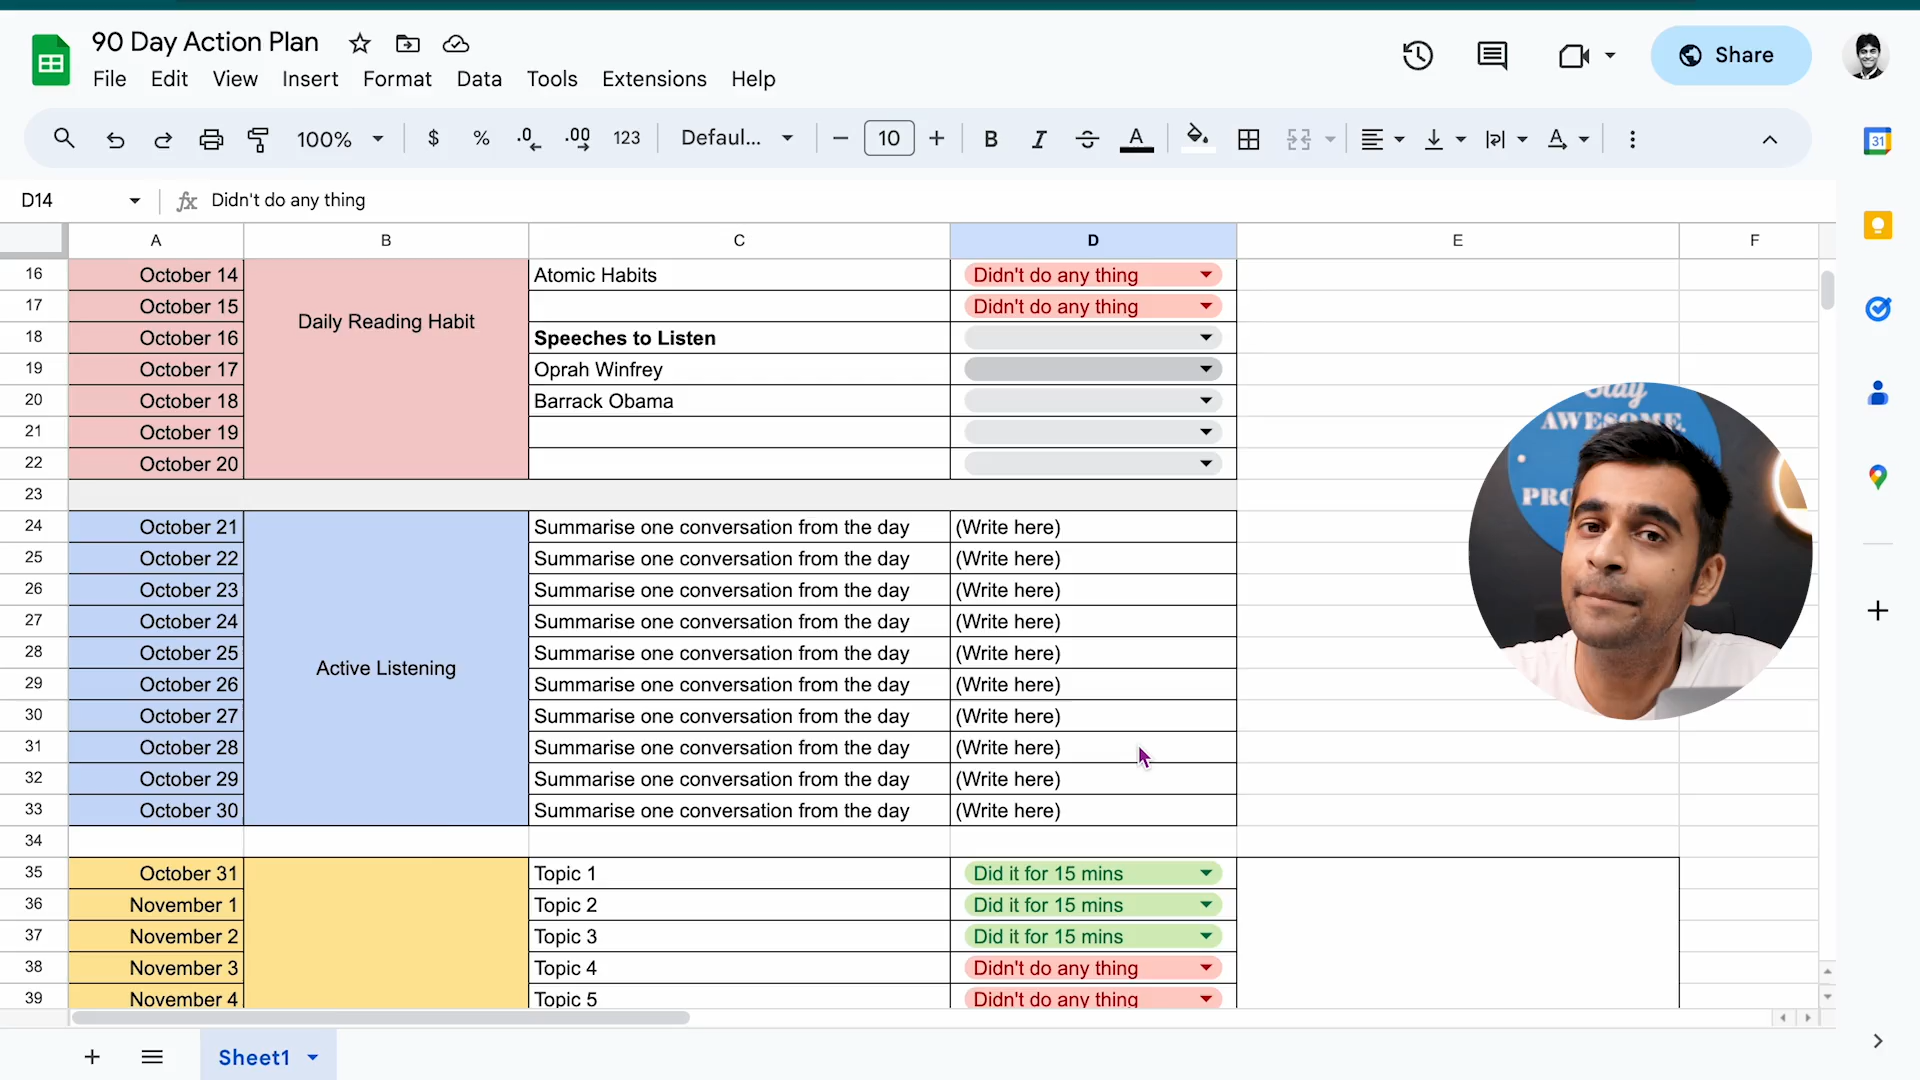 90 Day Action Plan
File Edit View Insert Format Data Tools Extensions Help
Share
100% $ % .0 .00 123 Defaul... 10 B I A A
31
D14 fx Didn't do any thing
A B C D E F
16 October 14 Atomic Habits Didn't do any thing
17 October 15 Didn't do any thing
Daily Reading Habit
18 October 16 Speeches to Listen
19 October 17 Oprah Winfrey
20 October 18 Barrack Obama
21 October 19
22 October 20
23
24 October 21 Summarise one conversation from the day (Write here)
25 October 22 Summarise one conversation from the day (Write here)
26 October 23 Summarise one conversation from the day (Write here)
27 October 24 Summarise one conversation from the day (Write here)
28 October 25 Summarise one conversation from the day (Write here)
Active Listening
29 October 26 Summarise one conversation from the day (Write here)
30 October 27 Summarise one conversation from the day (Write here)
31 October 28 Summarise one conversation from the day (Write here)
32 October 29 Summarise one conversation from the day (Write here)
33 October 30 Summarise one conversation from the day (Write here)
34
35 October 31 Topic 1 Did it for 15 mins
36 November 1 Topic 2 Did it for 15 mins
37 November 2 Topic 3 Did it for 15 mins
38 November 3 Topic 4 Didn't do any thing
39 November 4 Topic 5 Didn't do any thing
Stay
AWESOME.
Sheet1